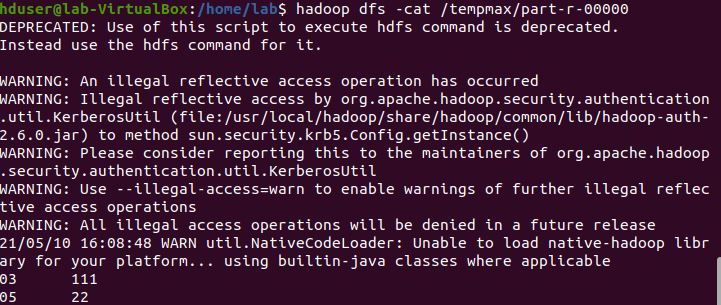 hduser@lab-VirtualBox:/home/lab$ hadoop dfs -cat /tempmax/part-r-00000
DEPRECATED: Use of this script to execute hdfs command is deprecated.
Instead use the hdfs command for it.

WARNING: An illegal reflective access operation has occurred
WARNING: Illegal reflective access by org.apache.hadoop.security.authentication
.util.KerberosUtil (file:/usr/local/hadoop/share/hadoop/common/lib/hadoop-auth-
2.6.0.jar) to method sun.security.krb5.Config.getInstance()
WARNING: Please consider reporting this to the maintainers of org.apache.hadoop
.security.authentication.util.KerberosUtil
WARNING: Use --illegal-access=warn to enable warnings of further illegal reflec
tive access operations
WARNING: All illegal access operations will be denied in a future release
21/05/10 16:08:48 WARN util.NativeCodeLoader: Unable to load native-hadoop libr
ary for your platform... using builtin-java classes where applicable
03	111
05	22